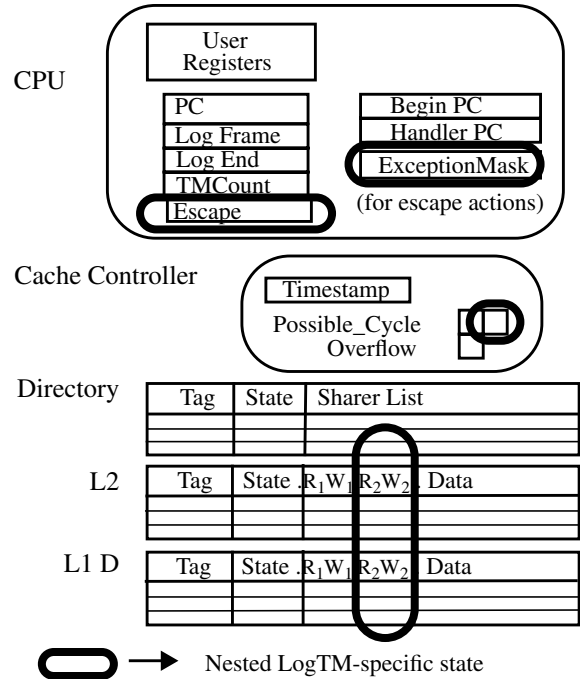 User
Registers
CPU
PC
Log Frame
Log End
TMCount
Escape
Begin PC
Handler PC
ExceptionMask
(for escape actions)
Cache Controller
Timestamp
Possible_Cycle
Overflow
Directory
Tag State Sharer List
L2
Tag State .R₁W₁ R₂W₂ . Data
L1 D
Tag State .R₁W₁ R₂W₂ . Data
Nested LogTM-specific state